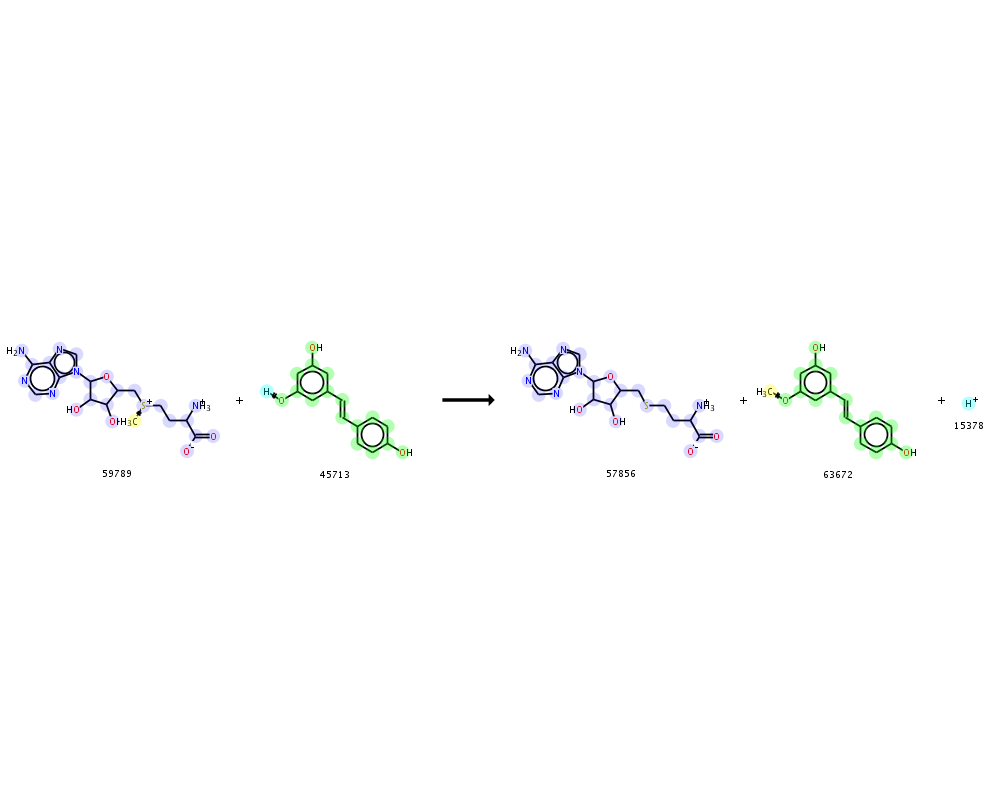 H₂N N N N N N O HO OH S⁺ H₃C NH₃⁺ O O⁻
59789
+
H O OH OH
45713
H₂N N N N N N O HO OH S NH₃⁺ O O⁻
57856
+
H₃C O OH OH
63672
+
H⁺
15378